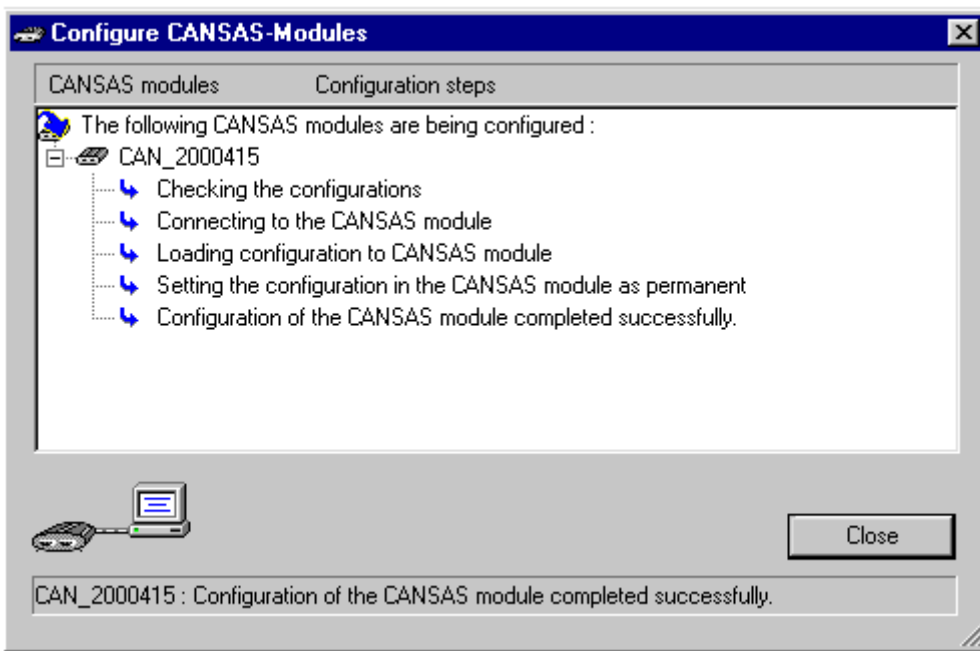 Configure CANSAS-Modules
CANSAS modules Configuration steps
The following CANSAS modules are being configured :
CAN_2000415
Checking the configurations
Connecting to the CANSAS module
Loading configuration to CANSAS module
Setting the configuration in the CANSAS module as permanent
Configuration of the CANSAS module completed successfully.
Close
CAN_2000415 : Configuration of the CANSAS module completed successfully.